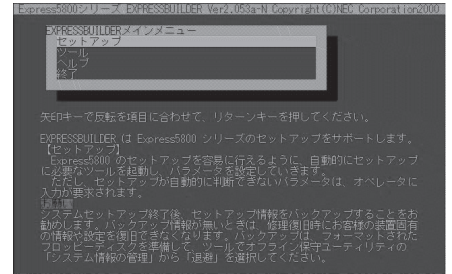 Express5800シリーズ EXPRESSBUILDER Ver2.053a-N Copyright(C)NEC Corporation2000
EXPRESSBUILDERメインメニュー
セットアップ
ツール
ヘルプ
終了
矢印キーで反転を項目に合わせて、リターンキーを押してください。
EXPRESSBUILDER は Express5800 シリーズのセットアップをサポートします。
【セットアップ】
Express5800 のセットアップを容易に行えるように、自動的にセットアップ
に必要なツールを起動し、パラメータを設定していきます。
ただし、セットアップが自動的に判断できないパラメータは、オペレータに
入力が要求されます。
システムセットアップ終了後、セットアップ情報をバックアップすることをお
勧めします。バックアップ情報が無いときは、修理復旧時にお客様の装置固有
の情報や設定を復旧できなくなります。バックアップは、フォーマットされた
フロッピーディスクを準備して、ツールでオフライン保守ユーティリティの
「システム情報の管理」から「退避」を選択してください。